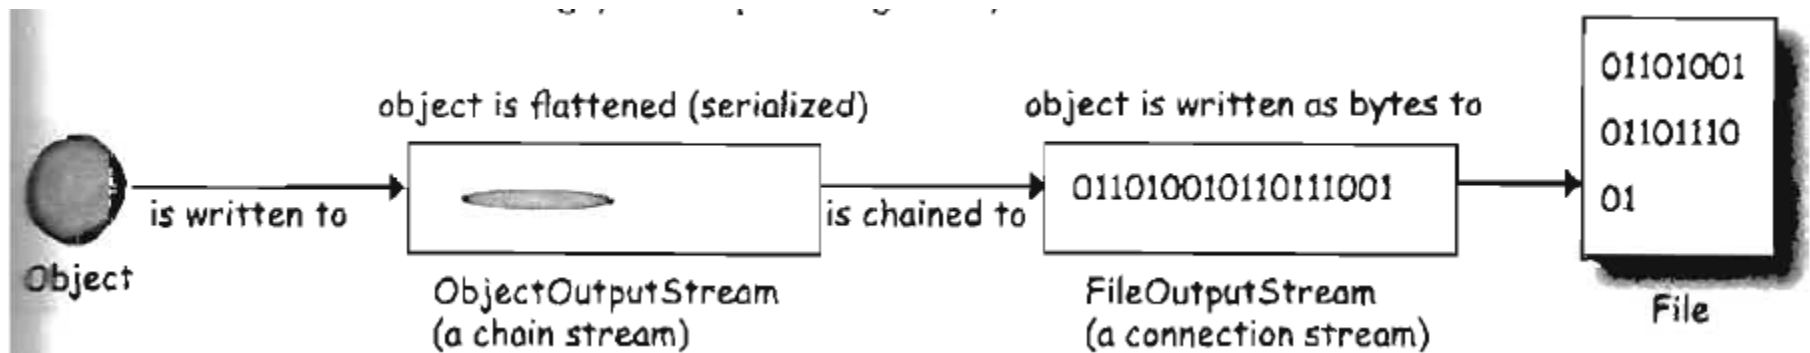 object is flattened (serialized)
object is written as bytes to
01101001
01101110
01
011010010110111001
is written to
is chained to
Object
ObjectOutputStream
(a chain stream)
FileOutputStream
(a connection stream)
File